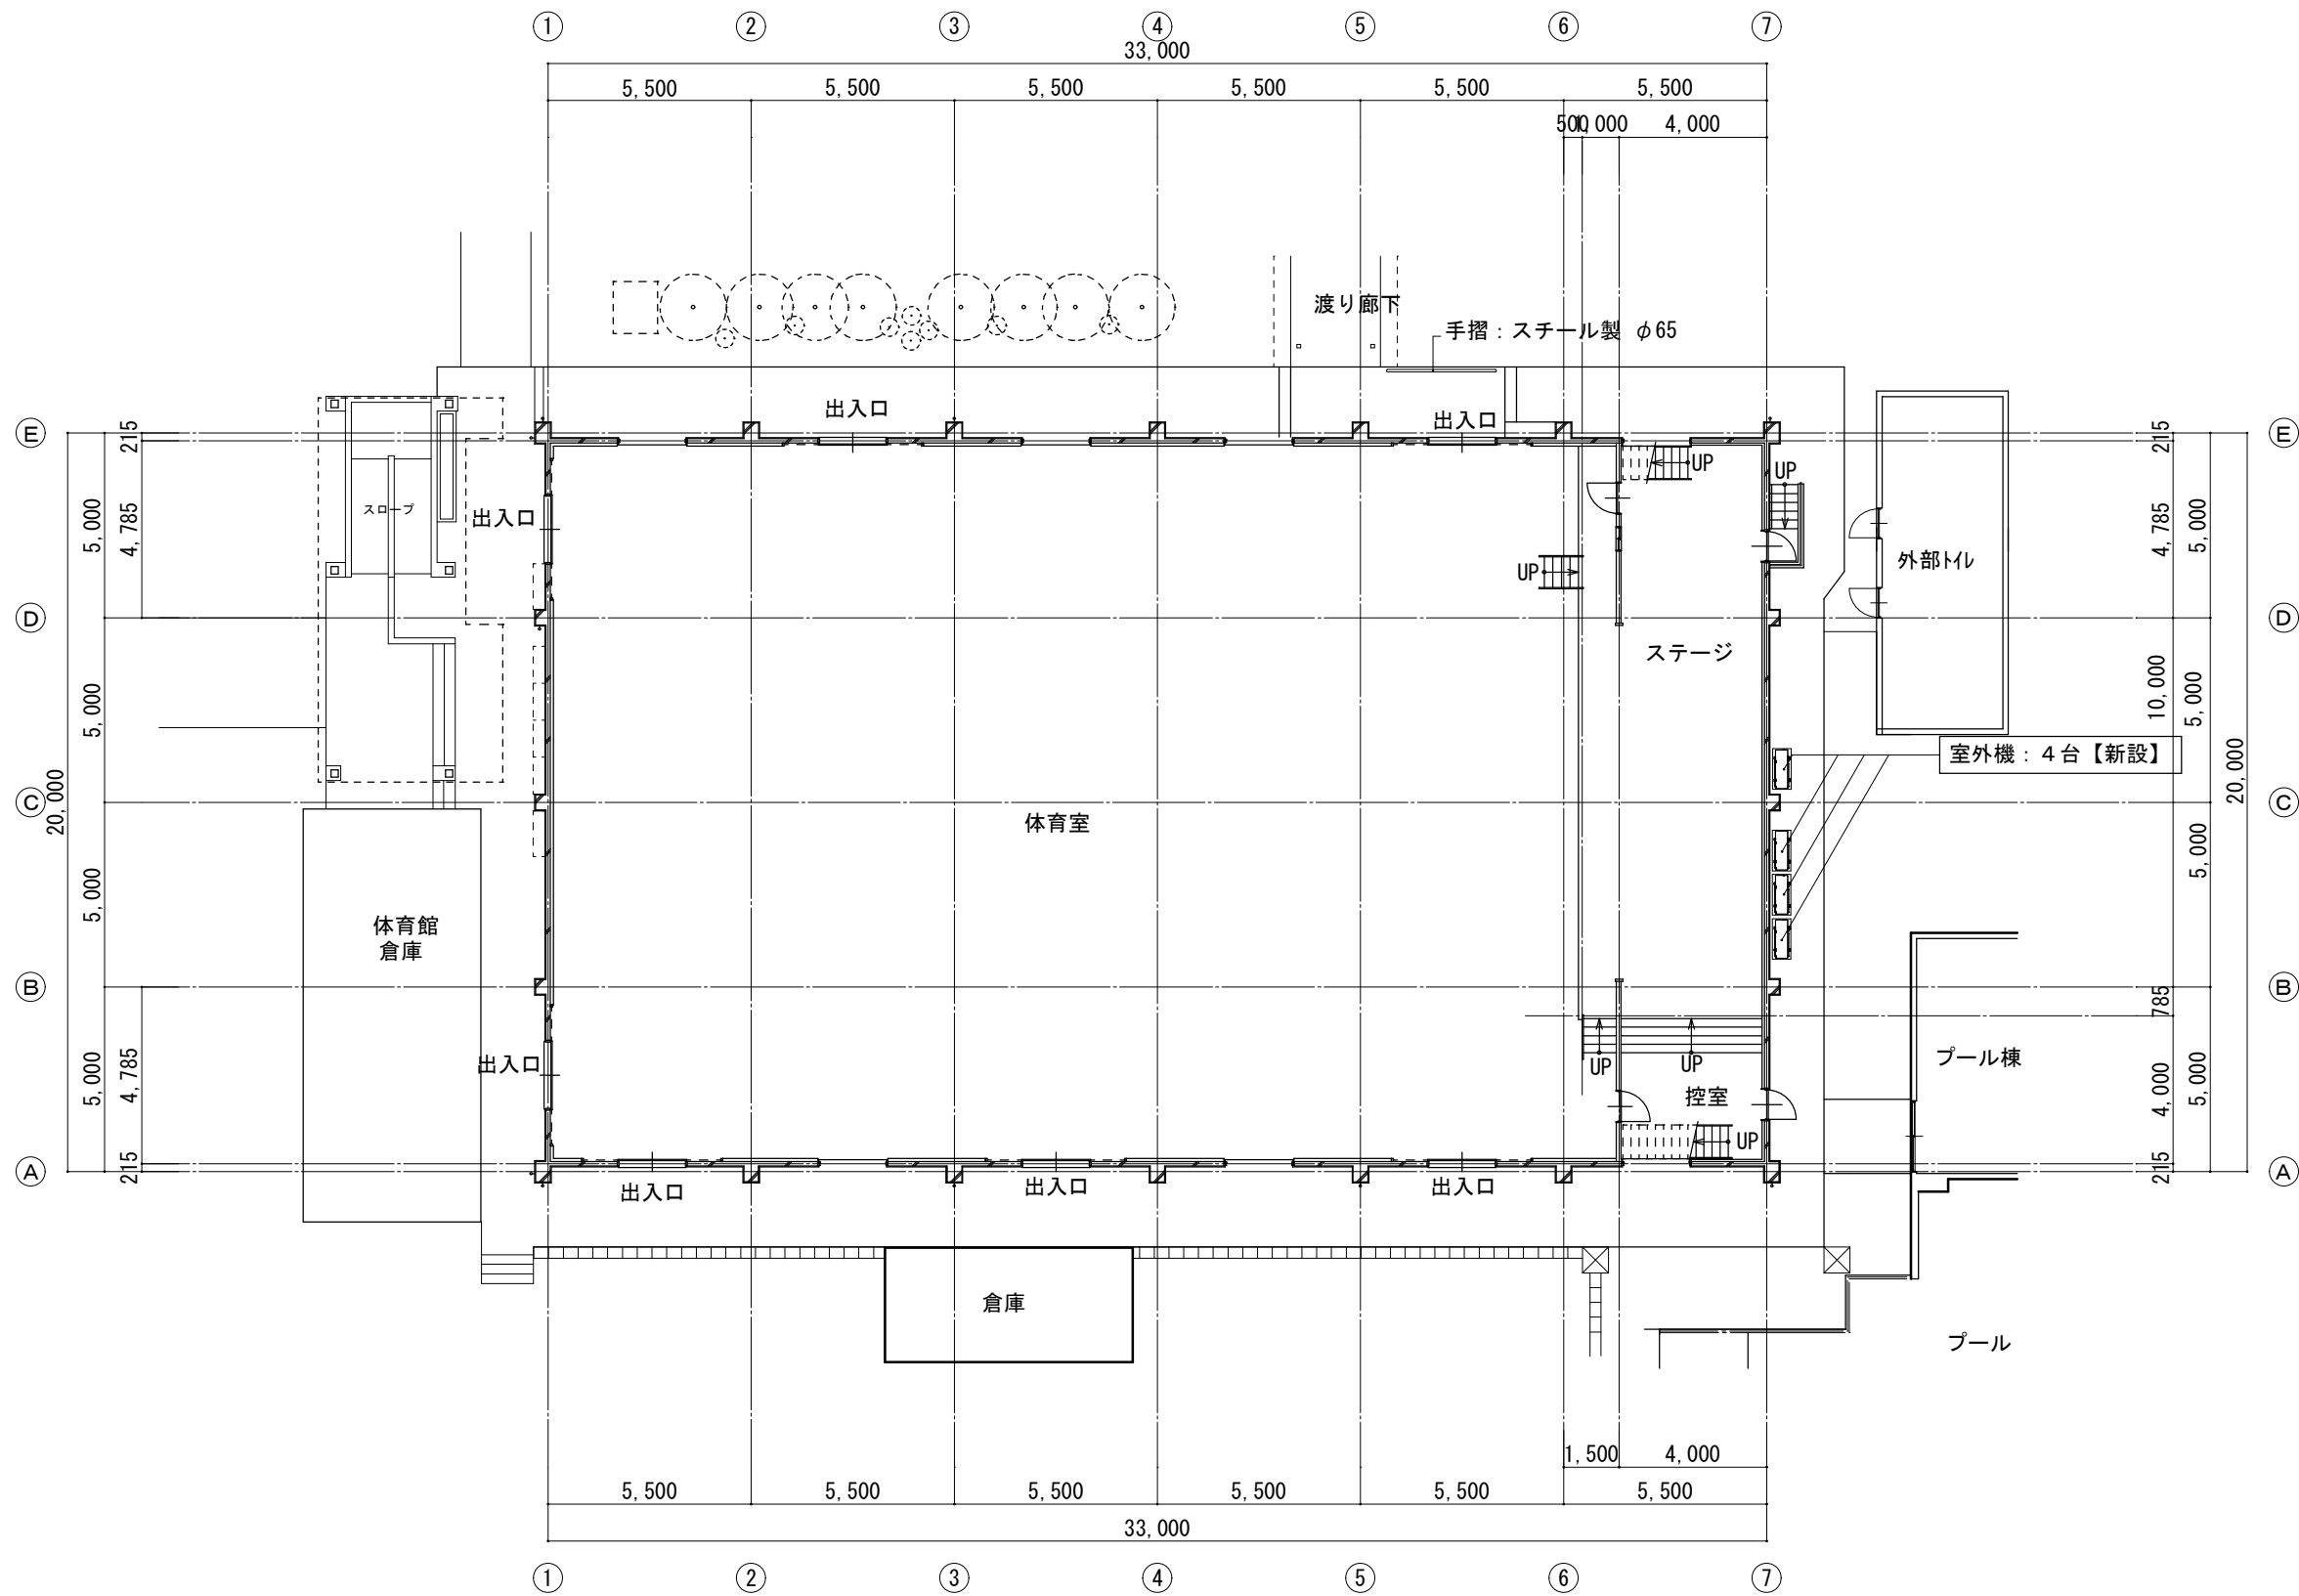 ① ② ③ ④ ⑤ ⑥ ⑦
33,000
5,500 5,500 5,500 5,500 5,500 5,500
500 1,000 4,000
渡り廊下
手摺：スチール製 φ65
出入口
出入口
Ⓔ 215 215 Ⓔ
UP
UP
5,000 4,785 スロープ 出入口 4,785 5,000
外部ﾄｲﾚ
UP
Ⓓ Ⓓ
ステージ
5,000 10,000 5,000
室外機：４台【新設】
20,000 20,000
Ⓒ Ⓒ
体育室
5,000 5,000
体育館
倉庫
Ⓑ Ⓑ
785
5,000 4,785 出入口 UP UP プール棟
控室 4,000 5,000
UP
Ⓐ 215 215 Ⓐ
出入口 出入口 出入口
倉庫
プール
1,500 4,000
5,500 5,500 5,500 5,500 5,500 5,500
33,000
① ② ③ ④ ⑤ ⑥ ⑦